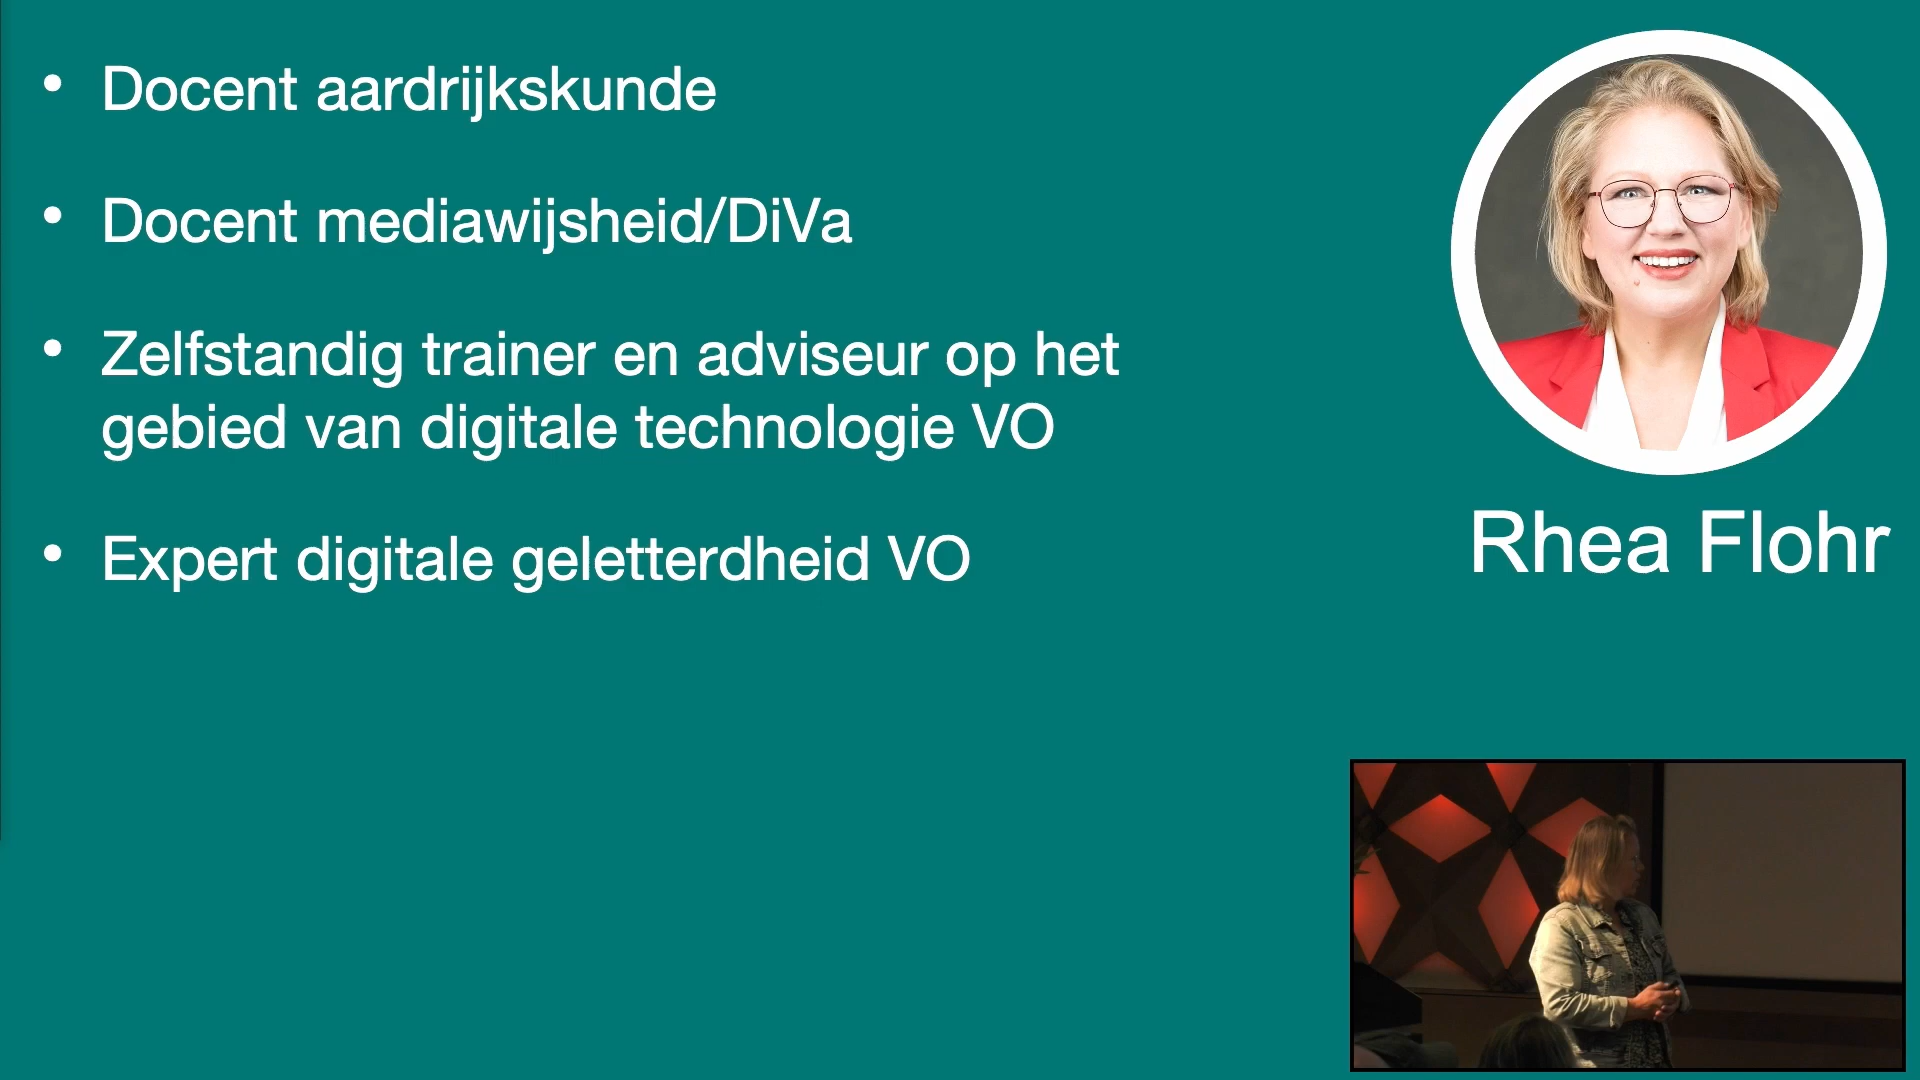 • Docent aardrijkskunde
• Docent mediawijsheid/DiVa
• Zelfstandig trainer en adviseur op het
gebied van digitale technologie VO
• Expert digitale geletterdheid VO
Rhea Flohr